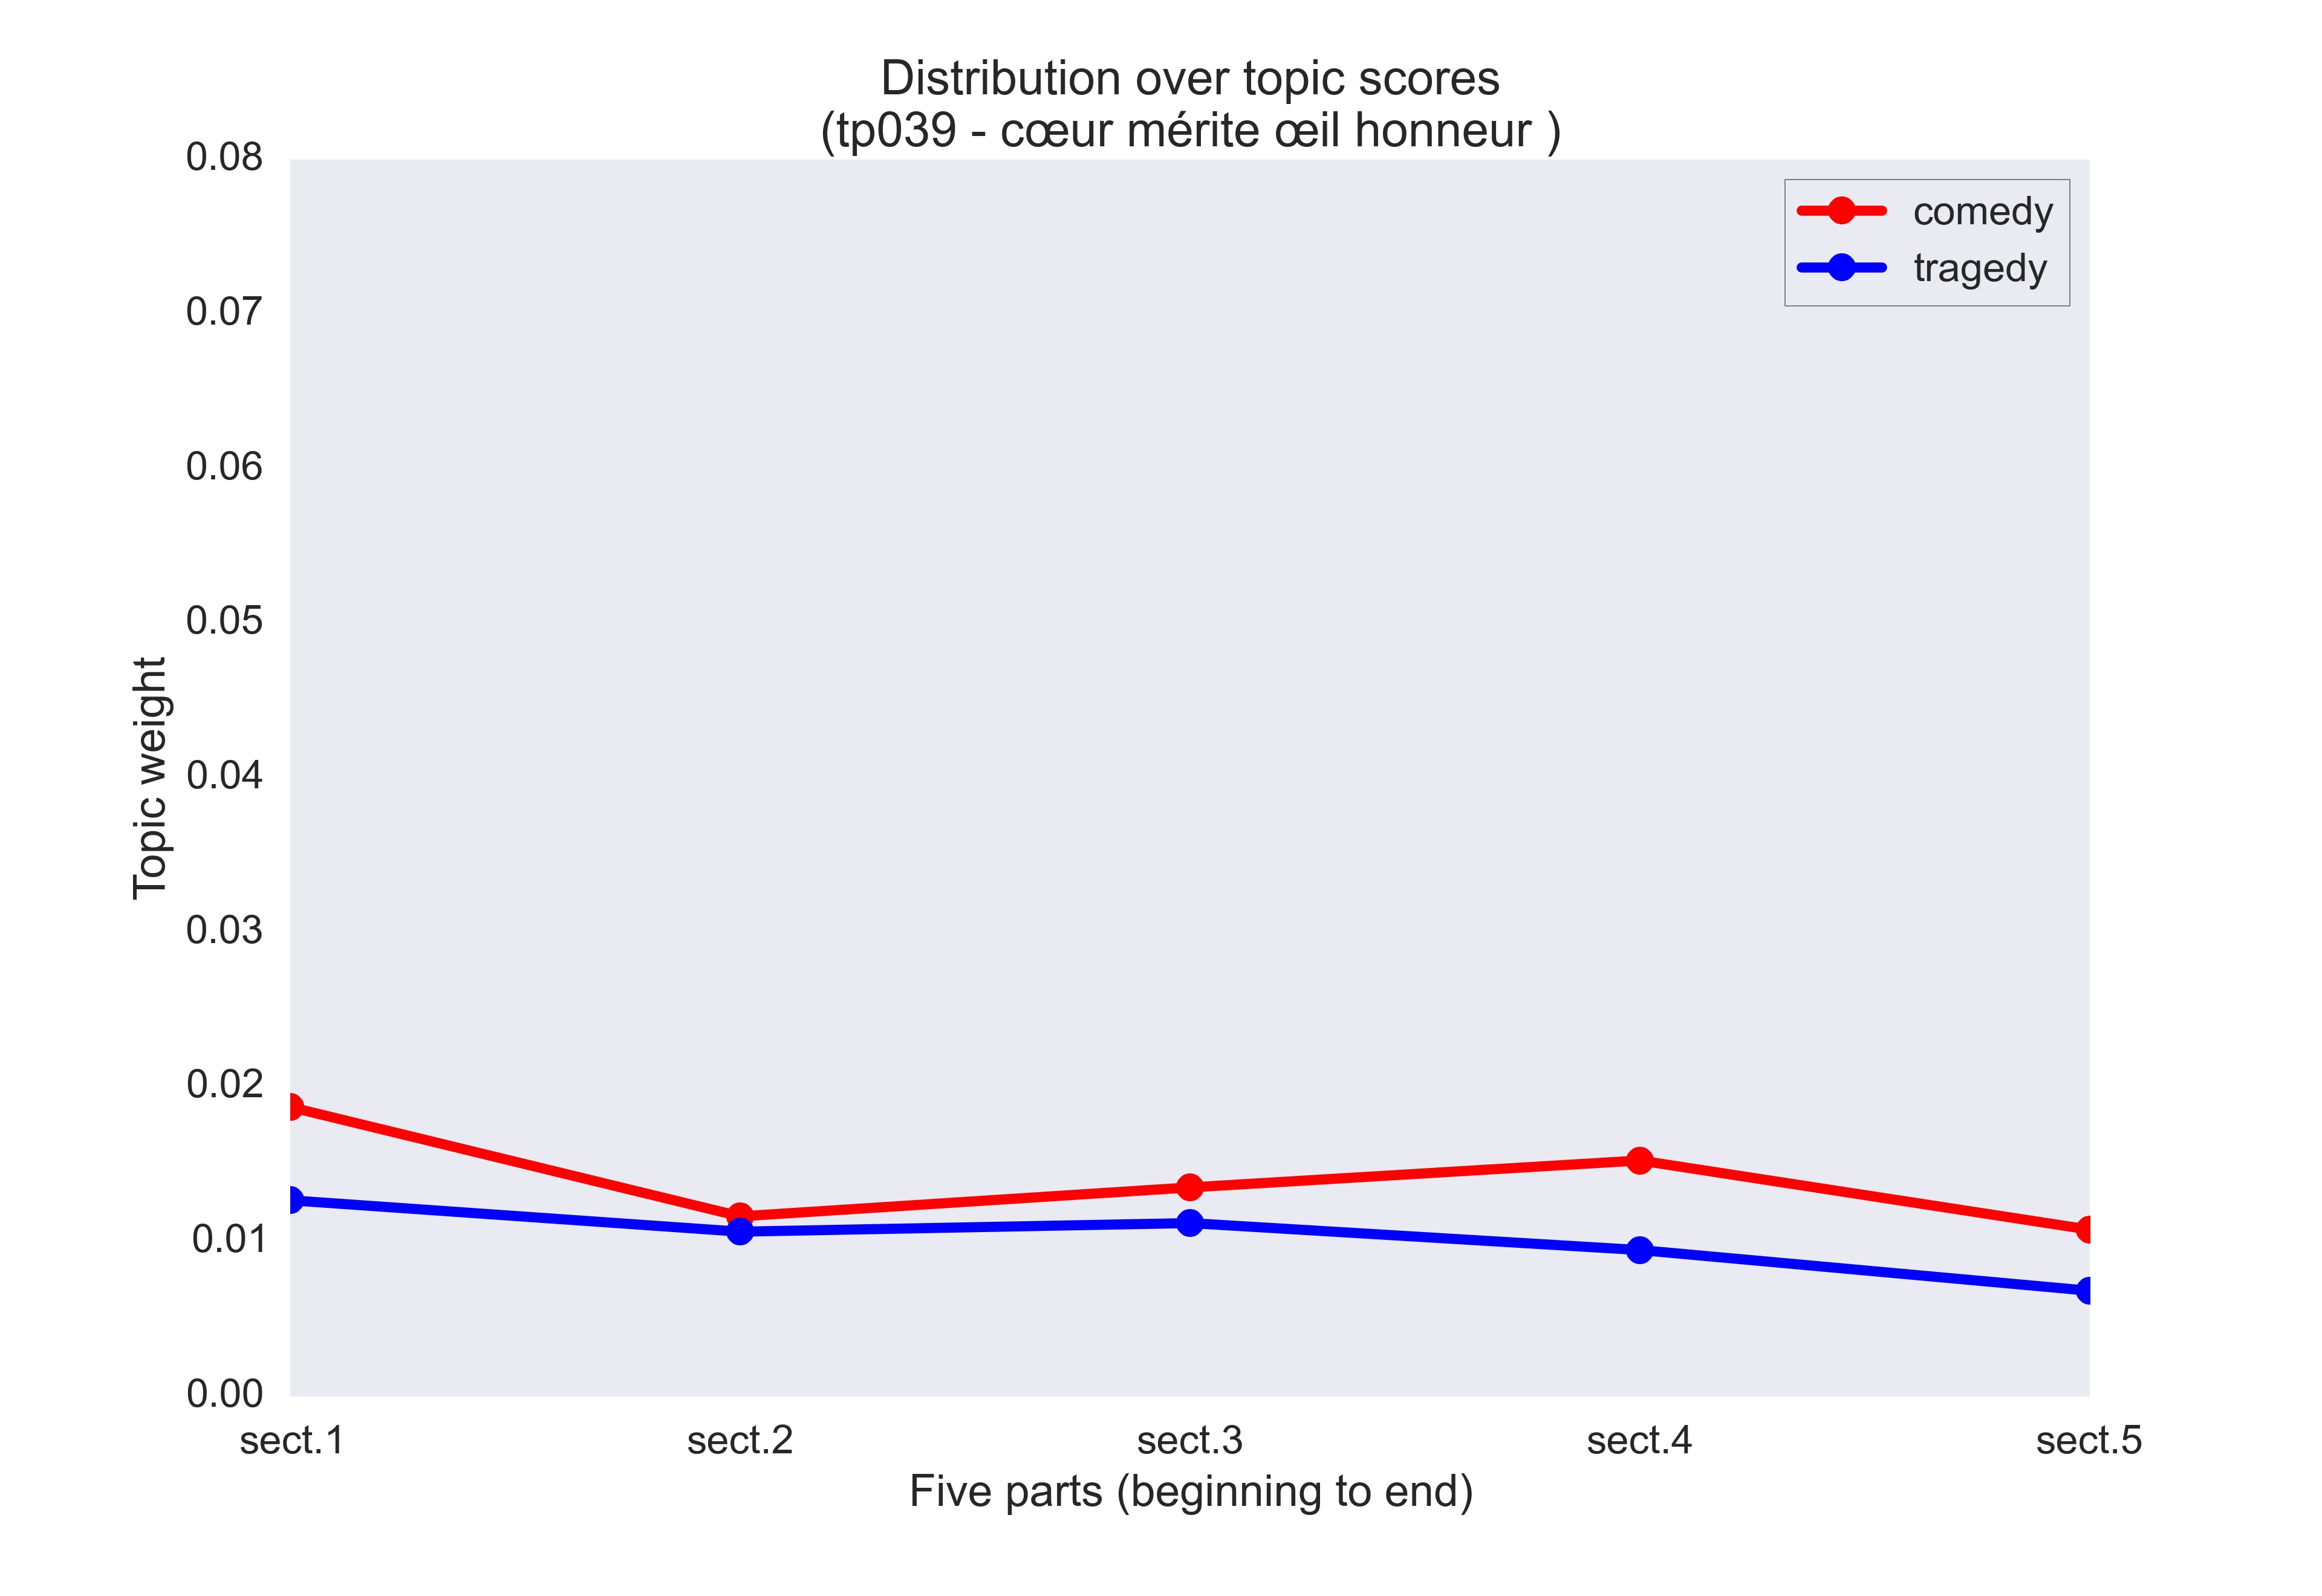 Distribution over topic scores
(tp039 - cœur mérite œil honneur )
comedy
tragedy
0.08
0.07
0.06
0.05
0.04
0.03
0.02
0.01
0.00
Topic weight
sect.1
sect.2
sect.3
sect.4
sect.5
Five parts (beginning to end)